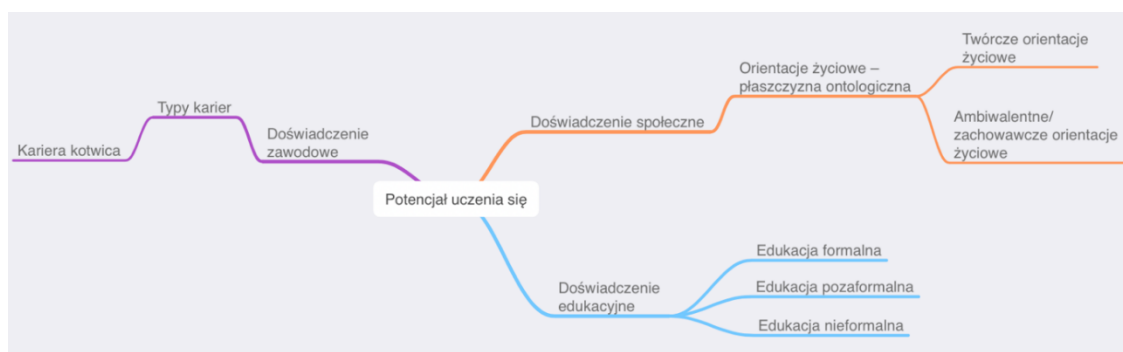 Twórcze orientacje
życiowe
Orientacje życiowe –
płaszczyzna ontologiczna
Ambiwalentne/
zachowawcze orientacje
życiowe
Typy karier
Doświadczenie społeczne
Doświadczenie
zawodowe
Kariera kotwica
Potencjał uczenia się
Edukacja formalna
Doświadczenie
edukacyjne
Edukacja pozaformalna
Edukacja nieformalna